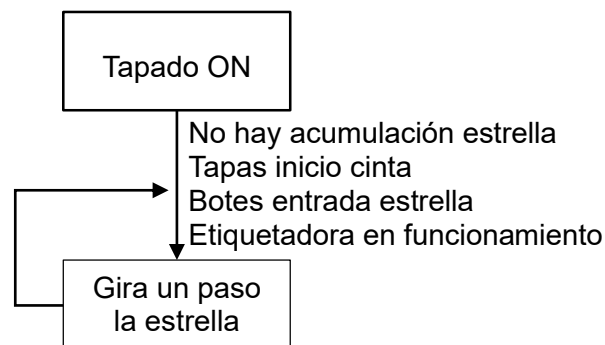 Tapado ON
No hay acumulación estrella
Tapas inicio cinta
Botes entrada estrella
Etiquetadora en funcionamiento
Gira un paso
la estrella